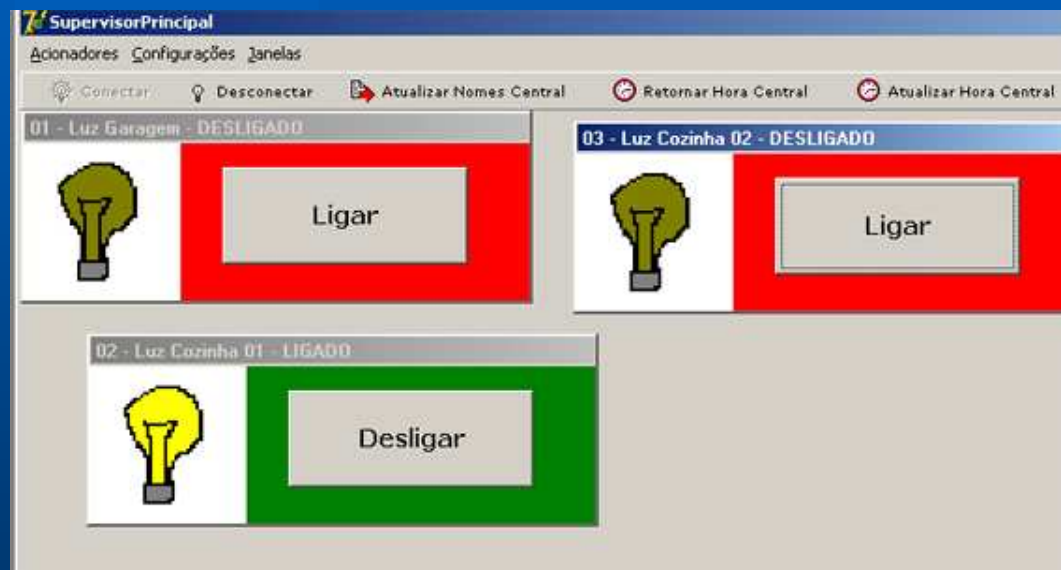 SupervisorPrincipal
Acionadores Configurações Janelas
Conectar Desconectar Atualizar Nomes Central Retornar Hora Central Atualizar Hora Central
01 - Luz Garagem - DESLIGADO
Ligar
03 - Luz Cozinha 02 - DESLIGADO
Ligar
02 - Luz Cozinha 01 - LIGADO
Desligar